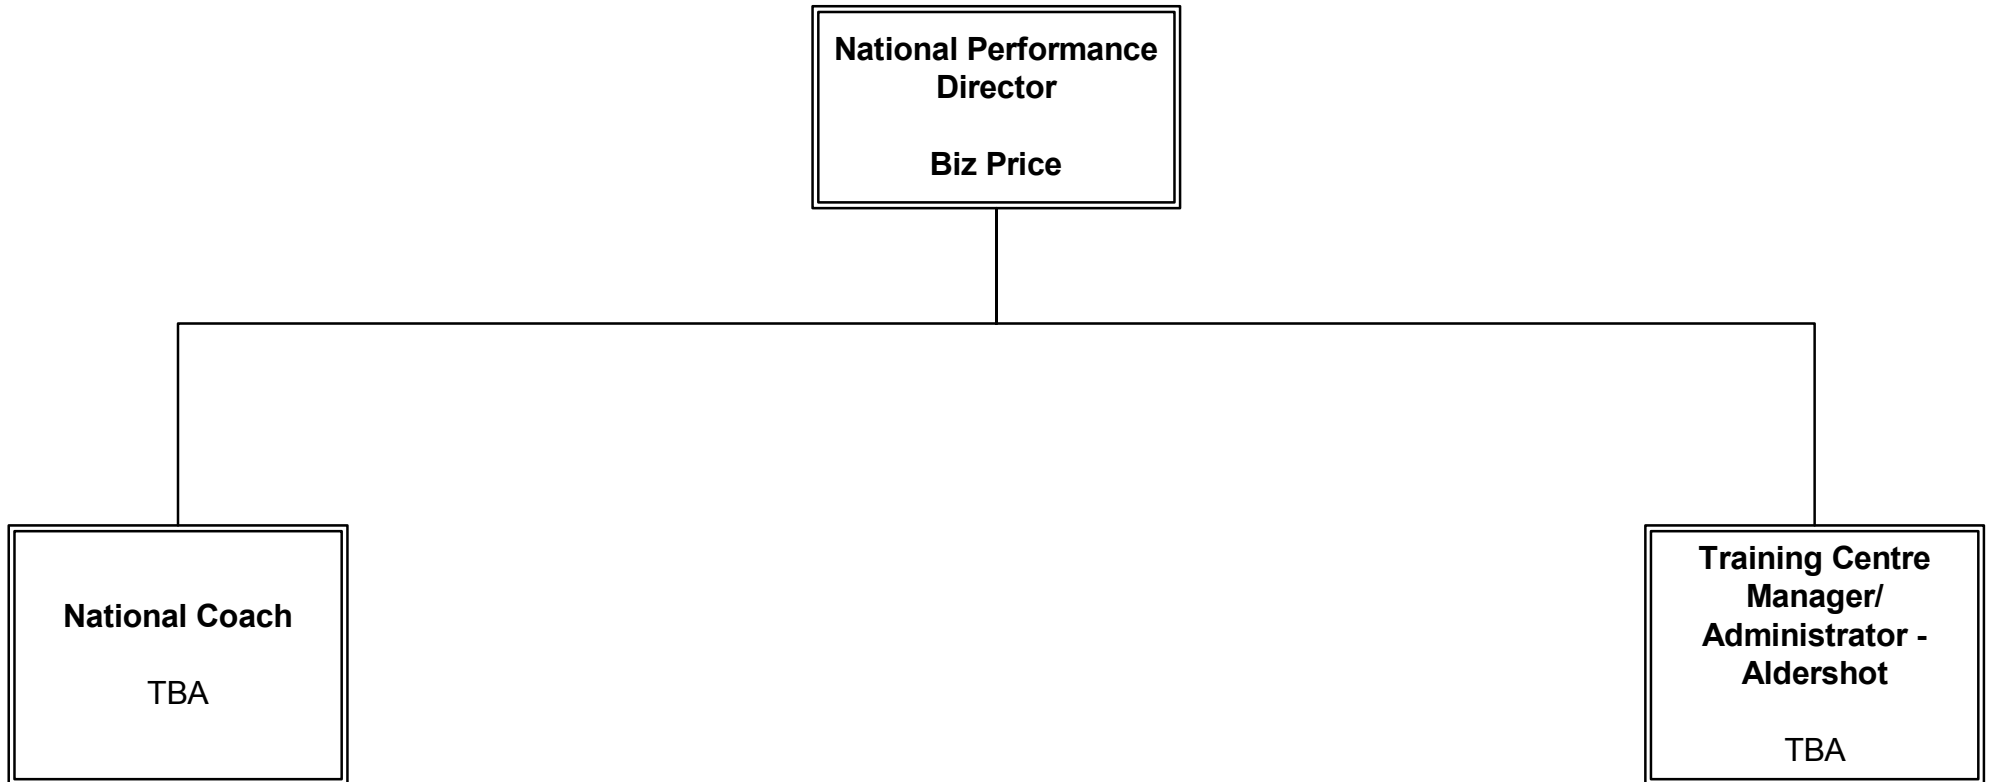 National Performance
Director
Biz Price
National Coach
TBA
Training Centre
Manager/
Administrator -
Aldershot
TBA